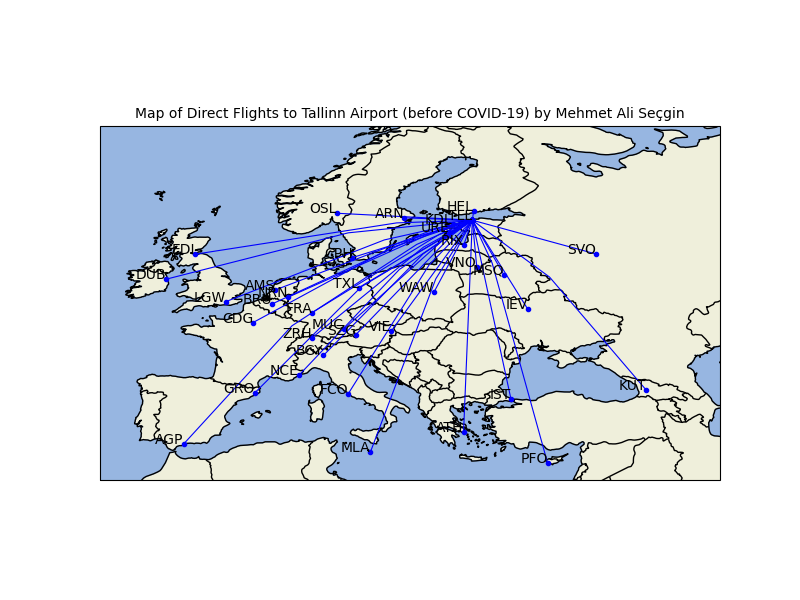 Map of Direct Flights to Tallinn Airport (before COVID-19) by Mehmet Ali Seçgin
HEL
OSL
ARN
KDL
URE
RIX
EDI
CPH
SVO
DUB
VNO
MSQ
AMS
TXL
NRN
WAW
LGW
BRU
IEV
FRA
CDG
MUC
VIE
ZRH
SZG
BGY
NCE
GRO
FCO
KUT
IST
ATH
AGP
MLA
PFO